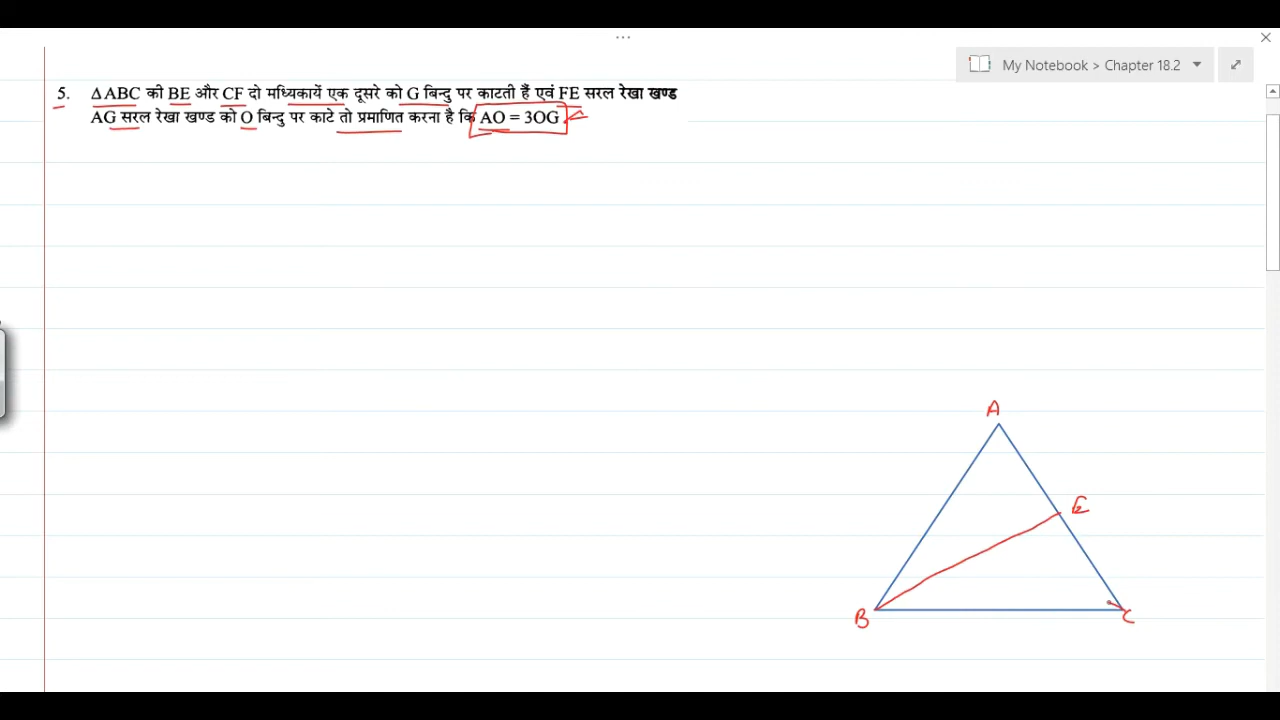 My Notebook > Chapter 18.2
5. Δ ABC की BE और CF दो मध्यिकायें एक दूसरे को G बिन्दु पर काटती हैं एवं FE सरल रेखा खण्ड
AG सरल रेखा खण्ड को O बिन्दु पर काटे तो प्रमाणित करना है कि AO = 3OG
A
E
B
C